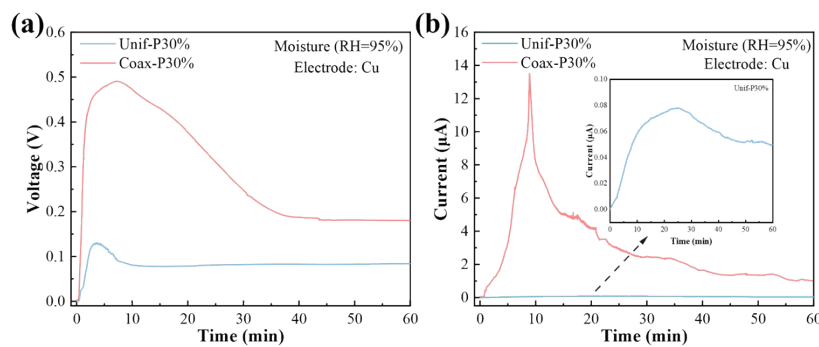 (a)
Unif-P30%
Coax-P30%
Moisture (RH=95%)
Electrode: Cu
0.6
0.5
0.4
0.3
0.2
0.1
0.0
Voltage (V)
0 10 20 30 40 50 60
Time (min)
(b)
Unif-P30%
Coax-P30%
Moisture (RH=95%)
Electrode: Cu
16
14
12
10
8
6
4
2
0
Current (μA)
0 10 20 30 40 50 60
Time (min)
Unif-P30%
0.10
0.08
0.06
0.04
0.02
0.00
Current (μA)
0 10 20 30 40 50 60
Time (min)